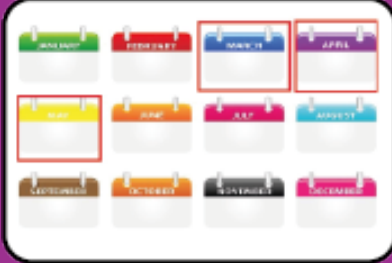 JANUARY
FEBRUARY
MARCH
APRIL
MAY
JUNE
JULY
AUGUST
SEPTEMBER
OCTOBER
NOVEMBER
DECEMBER